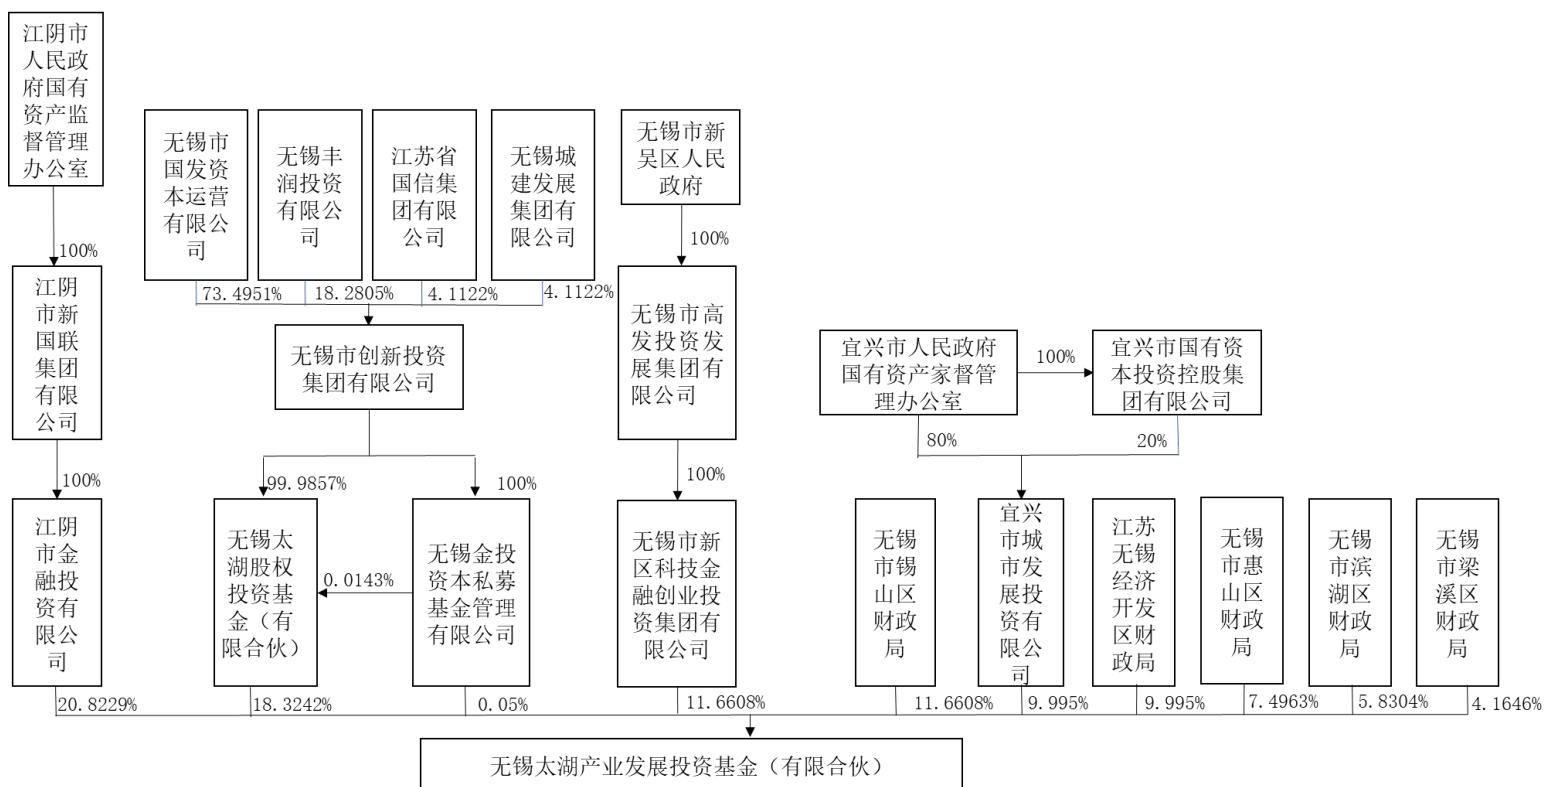 江阴市
人民政
府国有
资产监
督管理
办公室
无锡市
国发资
本运营
有限公
司
无锡丰
润投资
有限公
司
江苏省
国信集
团有限
公司
无锡城
建发展
集团有
限公司
无锡市新
吴区人民
政府
100%
100%
73.4951%
18.2805%
4.1122%
4.1122%
江阴
市新
国联
集团
有限
公司
无锡市创新投资
集团有限公司
无锡市高
发投资发
展集团有
限公司
宜兴市人民政府
国有资产家督管
理办公室
100%
宜兴市国有资
本投资控股集
团有限公司
80%
20%
100%
99.9857%
100%
100%
江阴
市金
融投
资有
限公
司
无锡太
湖股权
投资基
金（有
限合伙）
0.0143%
无锡金投
资本私募
基金管理
有限公司
无锡市新
区科技金
融创业投
资集团有
限公司
无锡
市锡
山区
财政
局
宜兴
市城
市发
展投
资有
限公
司
江苏
无锡
经济
开发
区财
政局
无锡
市惠
山区
财政
局
无锡
市滨
湖区
财政
局
无锡
市梁
溪区
财政
局
20.8229%
18.3242%
0.05%
11.6608%
11.6608%
9.995%
9.995%
7.4963%
5.8304%
4.1646%
无锡太湖产业发展投资基金（有限合伙）